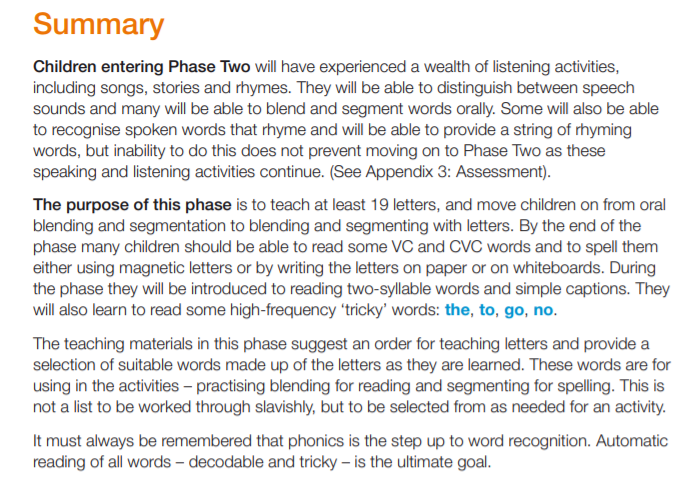 Summary
Children entering Phase Two will have experienced a wealth of listening activities,
including songs, stories and rhymes. They will be able to distinguish between speech
sounds and many will be able to blend and segment words orally. Some will also be able
to recognise spoken words that rhyme and will be able to provide a string of rhyming
words, but inability to do this does not prevent moving on to Phase Two as these
speaking and listening activities continue. (See Appendix 3: Assessment).
The purpose of this phase is to teach at least 19 letters, and move children on from oral
blending and segmentation to blending and segmenting with letters. By the end of the
phase many children should be able to read some VC and CVC words and to spell them
either using magnetic letters or by writing the letters on paper or on whiteboards. During
the phase they will be introduced to reading two-syllable words and simple captions. They
will also learn to read some high-frequency ‘tricky’ words: the, to, go, no.
The teaching materials in this phase suggest an order for teaching letters and provide a
selection of suitable words made up of the letters as they are learned. These words are for
using in the activities – practising blending for reading and segmenting for spelling. This is
not a list to be worked through slavishly, but to be selected from as needed for an activity.
It must always be remembered that phonics is the step up to word recognition. Automatic
reading of all words – decodable and tricky – is the ultimate goal.